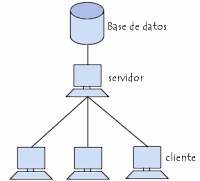 Base de datos
servidor
cliente